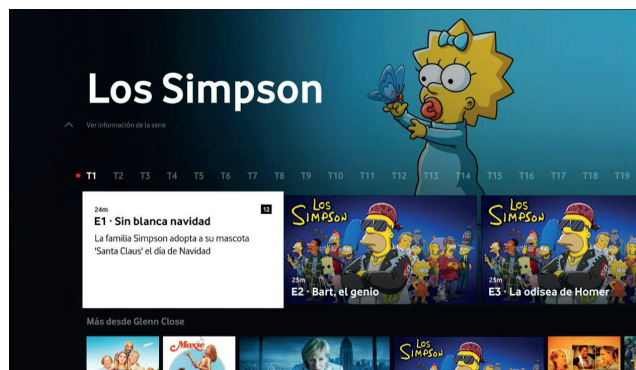 Los Simpson
Ver información de la serie
T1 T2 T3 T4 T5 T6 T7 T8 T9 T10 T11 T12 T13 T14 T15 T16 T17 T18 T19
24m
12
E1 · Sin blanca navidad
La familia Simpson adopta a su mascota
'Santa Claus' el día de Navidad
Los
Simpson
23m
E2 · Bart, el genio
Los
Simpson
23m
E3 · La odisea de Homer
Más desde Glenn Close
Maxie
Los
Simpson